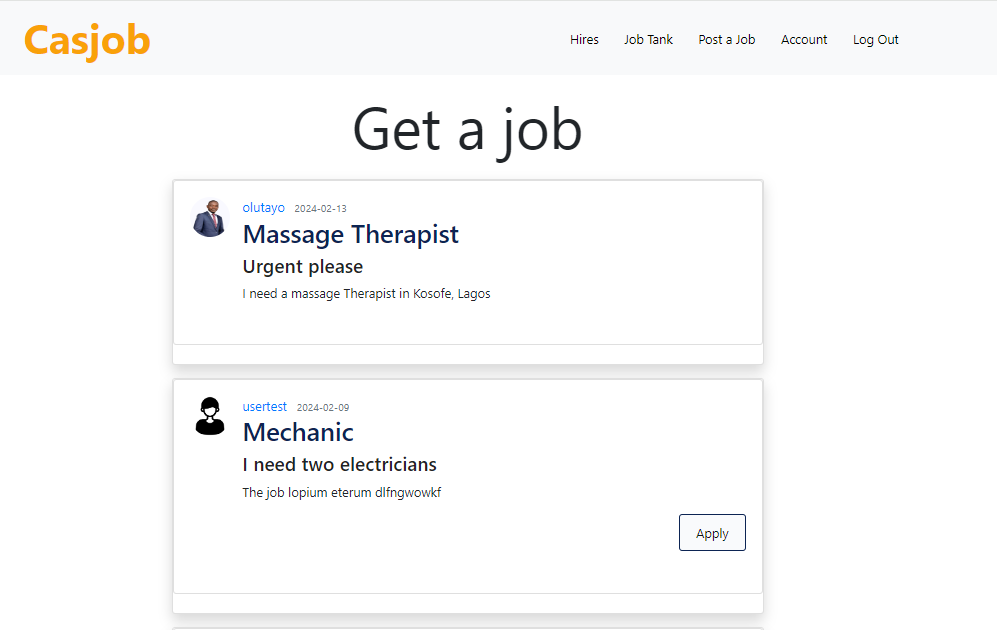 Casjob
Hires Job Tank Post a Job Account Log Out
Get a job
olutayo 2024-02-13
Massage Therapist
Urgent please
I need a massage Therapist in Kosofe, Lagos
usertest 2024-02-09
Mechanic
I need two electricians
The job lopium eterum dlfngwowkf
Apply